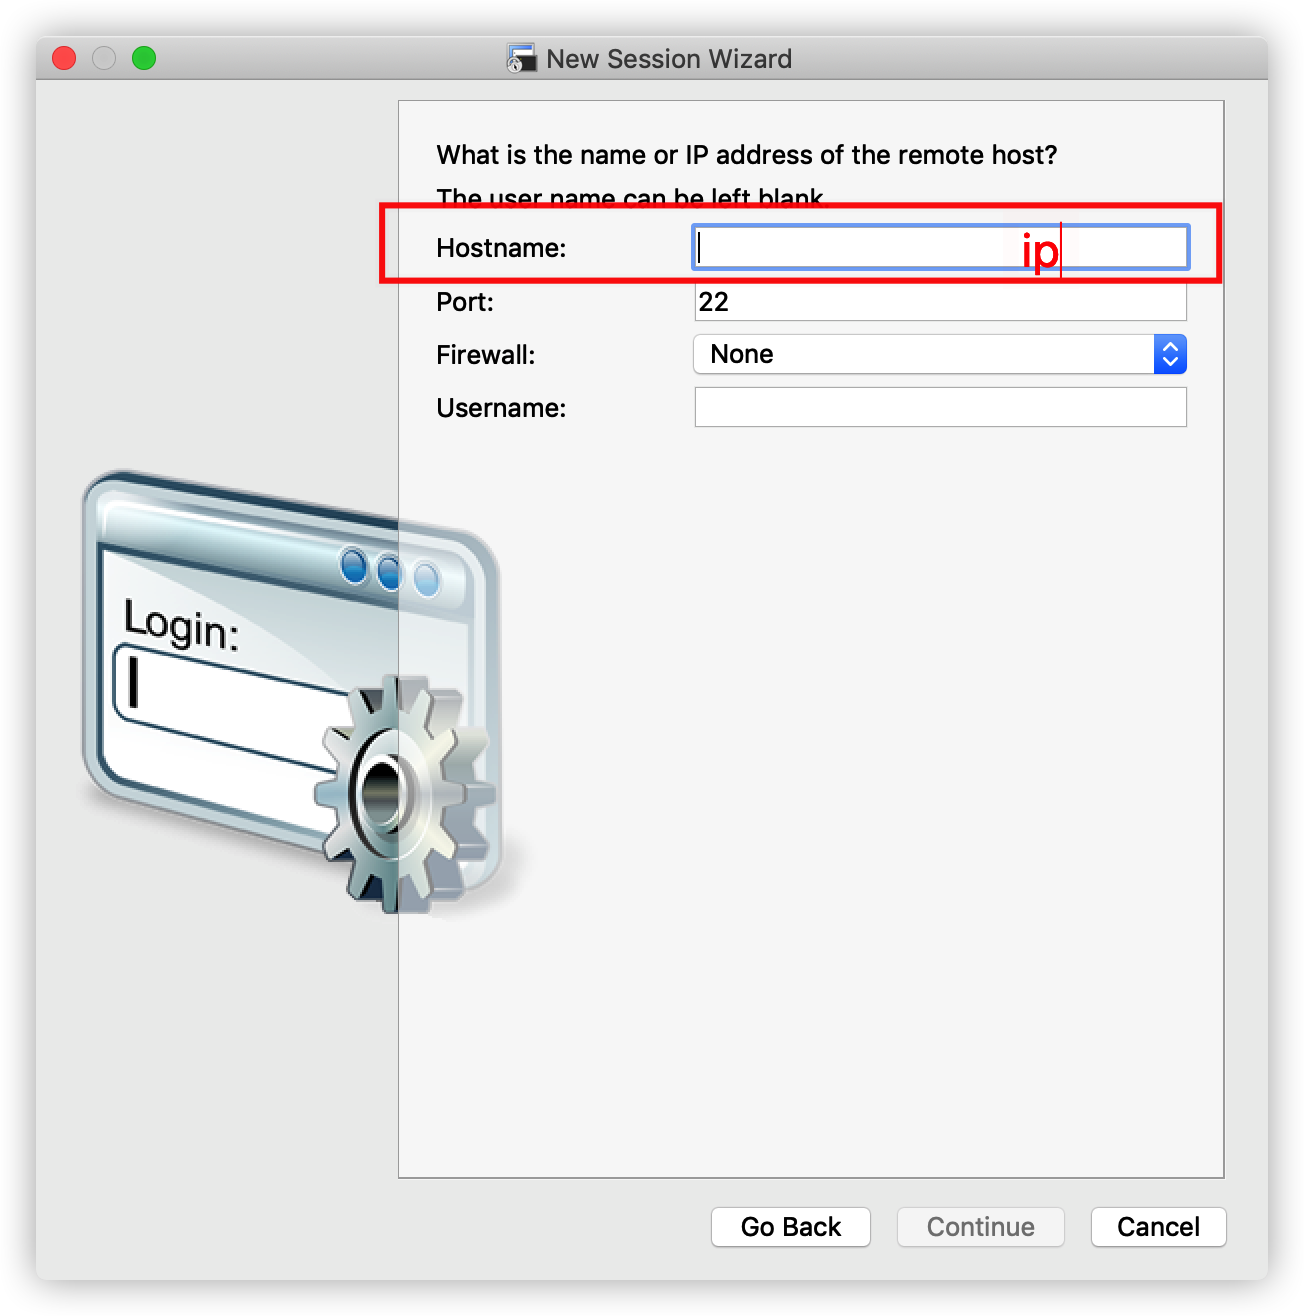 New Session Wizard
What is the name or IP address of the remote host?
The user name can be left blank.
Hostname: ip
Port: 22
Firewall: None
Username:
Login:
Go Back Continue Cancel